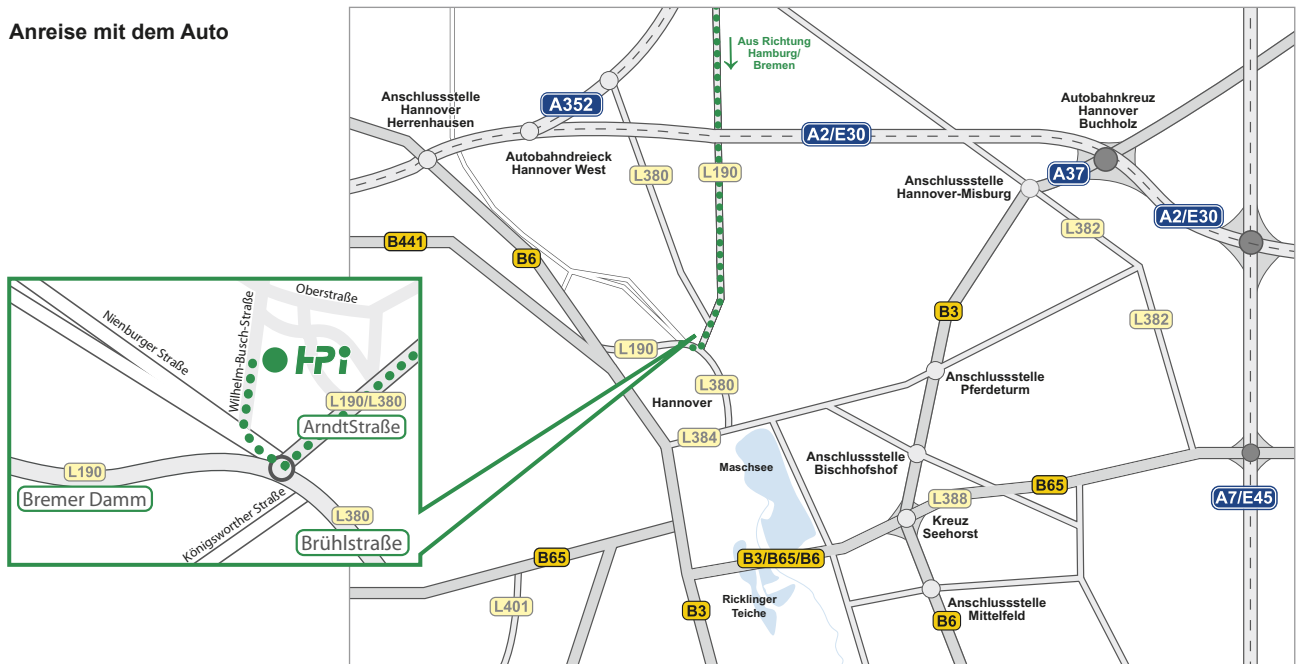 Anreise mit dem Auto
Aus Richtung
Hamburg/
Bremen
Anschlussstelle
Hannover
Herrenhausen
A352
Autobahnkreuz
Hannover
Buchholz
A2/E30
Autobahndreieck
Hannover West
L380
L190
Anschlussstelle
Hannover-Misburg
A37
A2/E30
L382
B441
B6
B3
L382
L190
L380
Hannover
Anschlussstelle
Pferdeturm
L384
Maschsee
Anschlussstelle
Bischhofshof
B65
L388
A7/E45
Kreuz
Seehorst
B65
B3/B65/B6
L401
B3
Ricklinger
Teiche
Anschlussstelle
Mittelfeld
B6
Oberstraße
Nienburger Straße
Wilhelm-Busch-Straße
HPi
L190/L380
ArndtStraße
L190
Bremer Damm
Königsworther Straße
L380
Brühlstraße